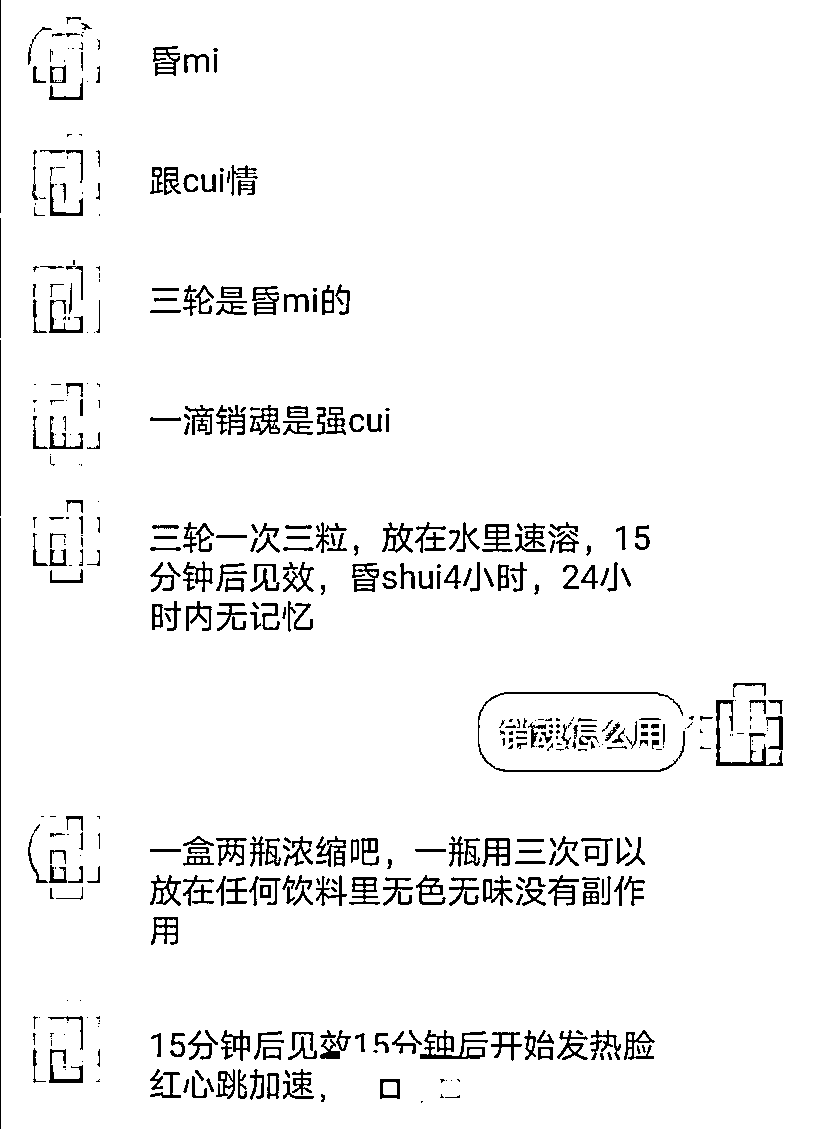 昏mi
跟cui情
三轮是昏mi的
一滴销魂是强cui
三轮一次三粒，放在水里速溶，15
分钟后见效，昏shui4小时，24小
时内无记忆
销魂怎么用
一盒两瓶浓缩吧，一瓶用三次可以
放在任何饮料里无色无味没有副作
用
15分钟后见效15分钟后开始发热脸
红心跳加速，